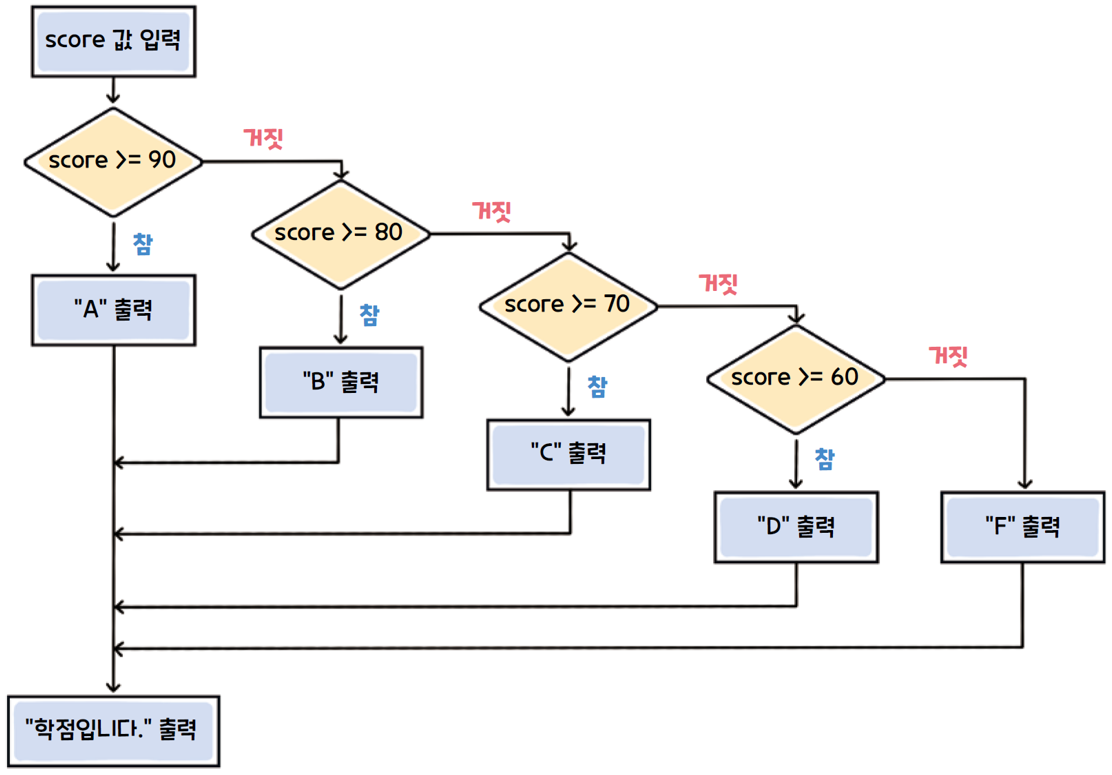 score 값 입력
score >= 90
거짓
참
"A" 출력
score >= 80
거짓
참
"B" 출력
score >= 70
거짓
참
"C" 출력
score >= 60
거짓
참
"D" 출력
"F" 출력
"학점입니다." 출력